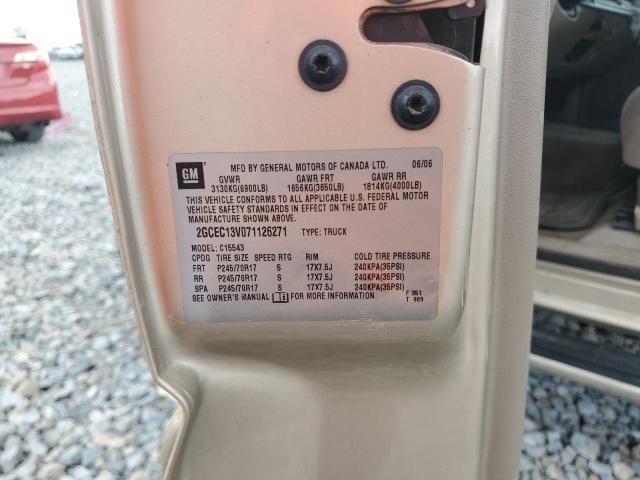 GM
MFD BY GENERAL MOTORS OF CANADA LTD. 06/06
GVWR GAWR FRT GAWR RR
3130KG(6900LB) 1656KG(3650LB) 1814KG(4000LB)
THIS VEHICLE CONFORMS TO ALL APPLICABLE U.S. FEDERAL MOTOR
VEHICLE SAFETY STANDARDS IN EFFECT ON THE DATE OF
MANUFACTURE SHOWN ABOVE.
2GCEC13V071126271 TYPE: TRUCK
MODEL: C15543
CPDG TIRE SIZE SPEED RTG RIM COLD TIRE PRESSURE
FRT P245/70R17 S 17X7.5J 240KPA(35PSI)
RR P245/70R17 S 17X7.5J 240KPA(35PSI)
SPA P245/70R17 S 17X7.5J 240KPA(35PSI)
SEE OWNER'S MANUAL FOR MORE INFORMATION. F 351
T 909